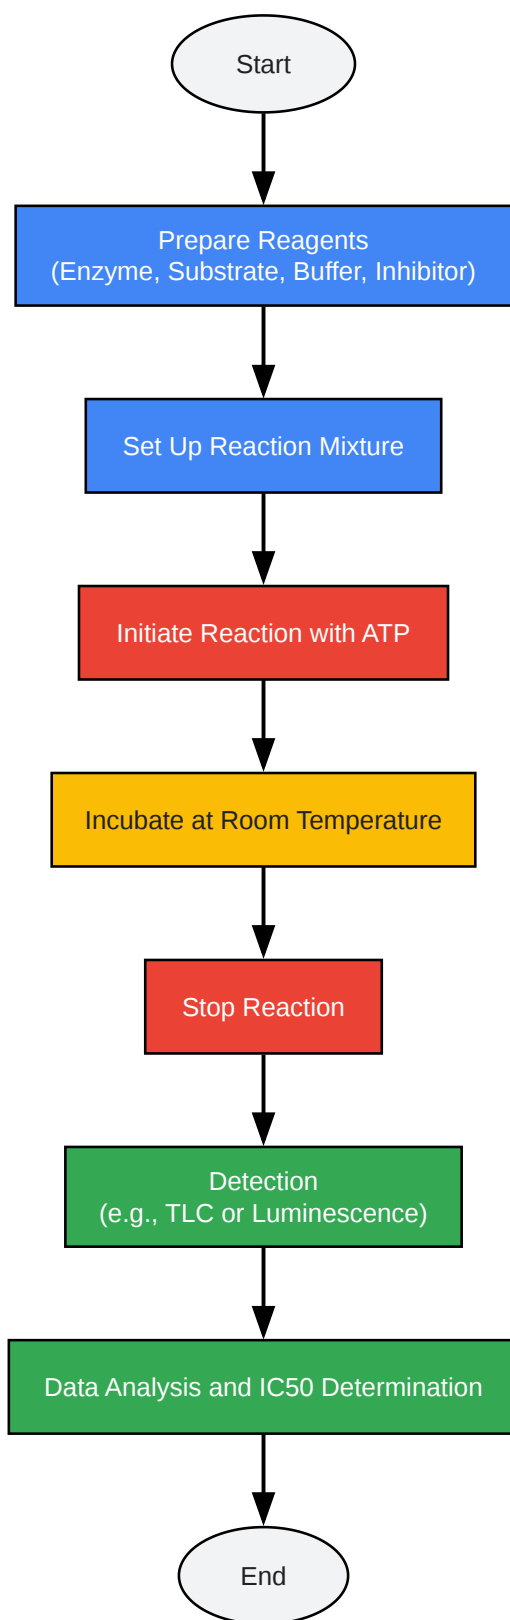 Start
Prepare Reagents
(Enzyme, Substrate, Buffer, Inhibitor)
Set Up Reaction Mixture
Initiate Reaction with ATP
Incubate at Room Temperature
Stop Reaction
Detection
(e.g., TLC or Luminescence)
Data Analysis and IC50 Determination
End